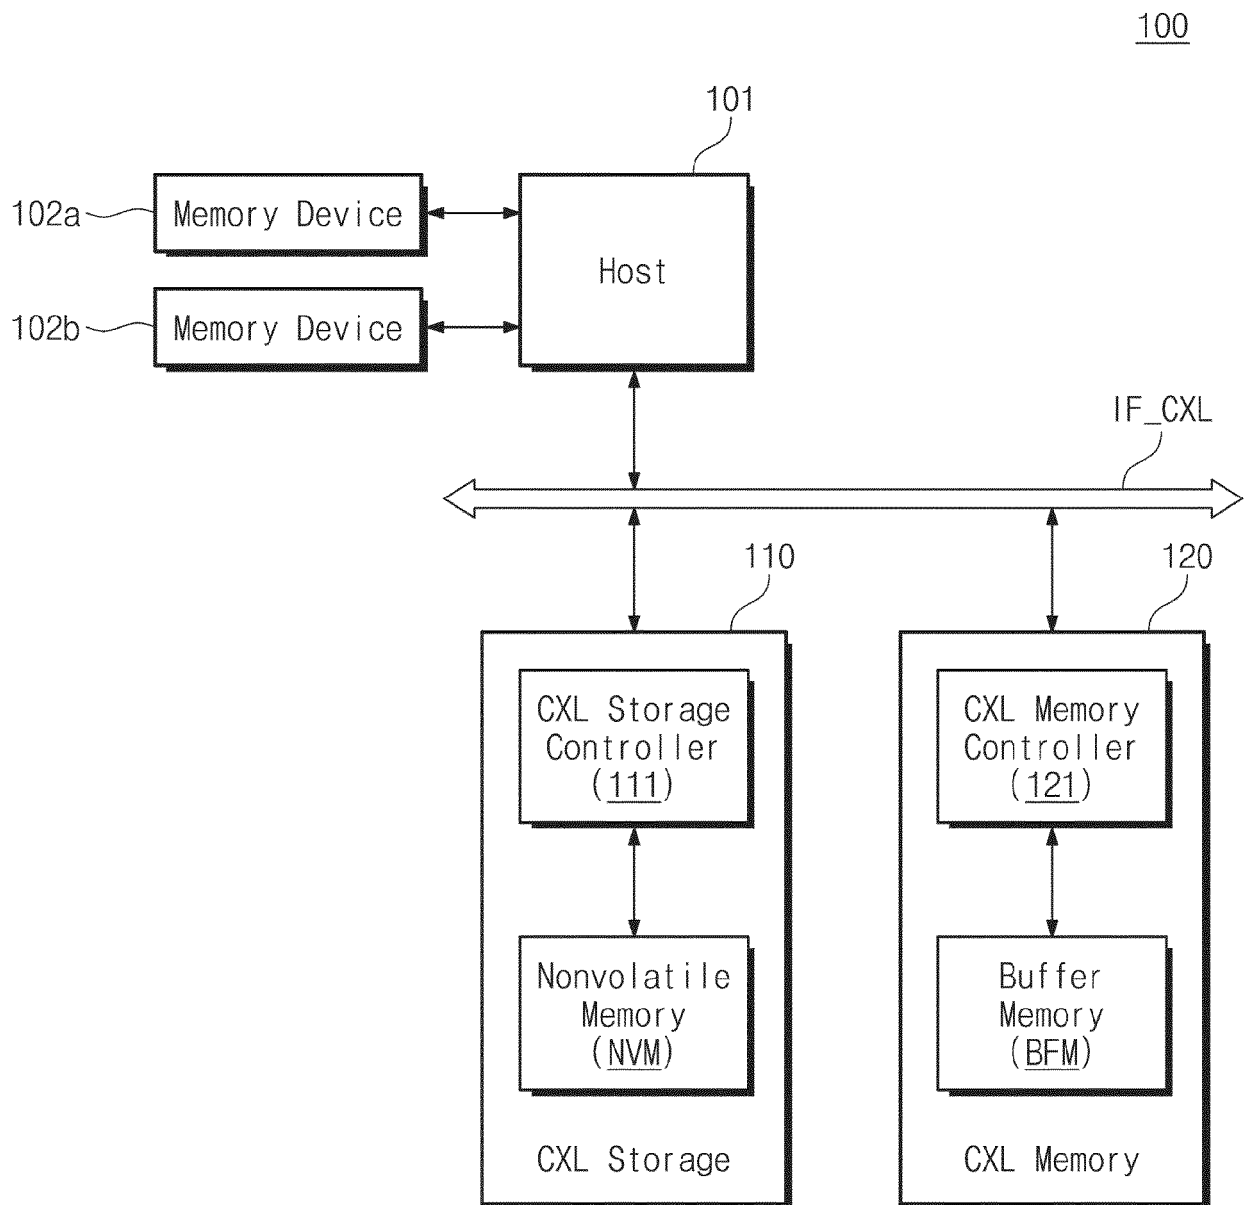 100
101
102a
Memory Device
Host
102b
Memory Device
IF_CXL
110
120
CXL Storage
Controller
(111)
CXL Memory
Controller
(121)
Nonvolatile
Memory
(NVM)
Buffer
Memory
(BFM)
CXL Storage
CXL Memory